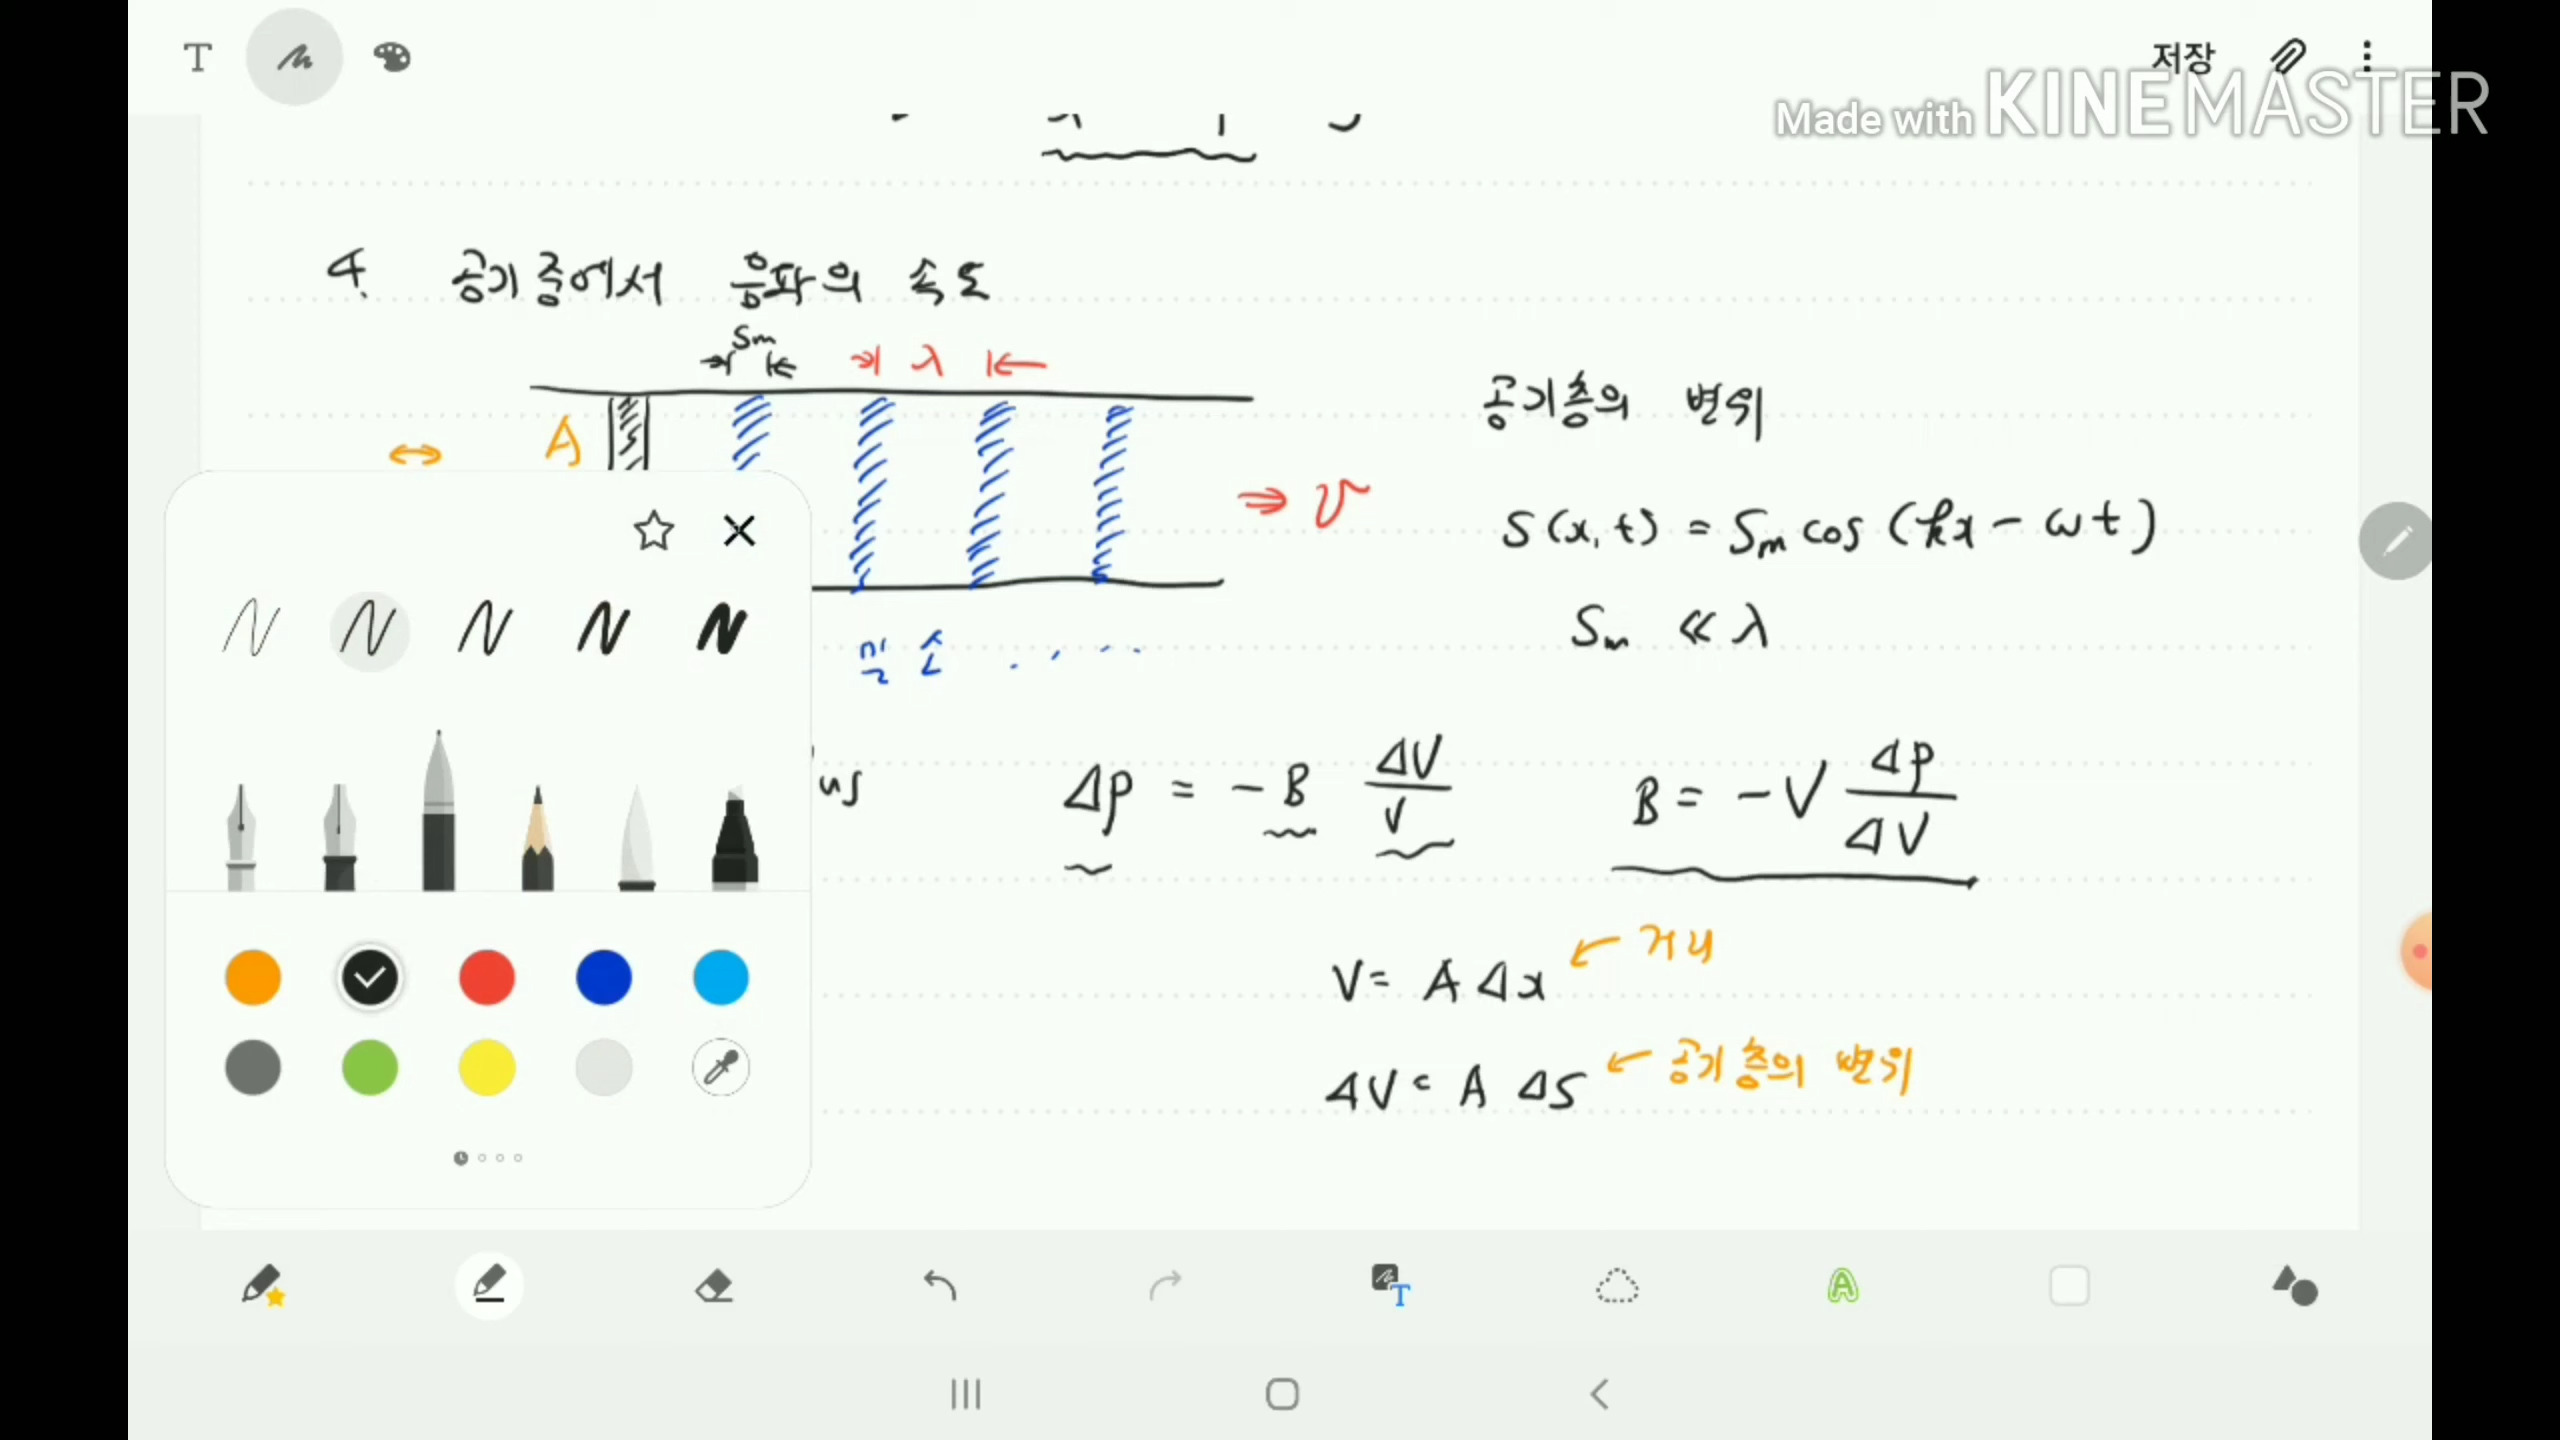 T
저장
Made with KINEMASTER
4. 공기 중에서 음파의 속도
Sm
λ
A
v
공기층의 변위
S(x,t) = Sm cos(kx - ωt)
Sm ≪ λ
밀 소 . . . .
us
Δp = -B ΔV/V
B = -V Δp/ΔV
V = A Δx ← 거리
ΔV = A ΔS ← 공기층의 변위